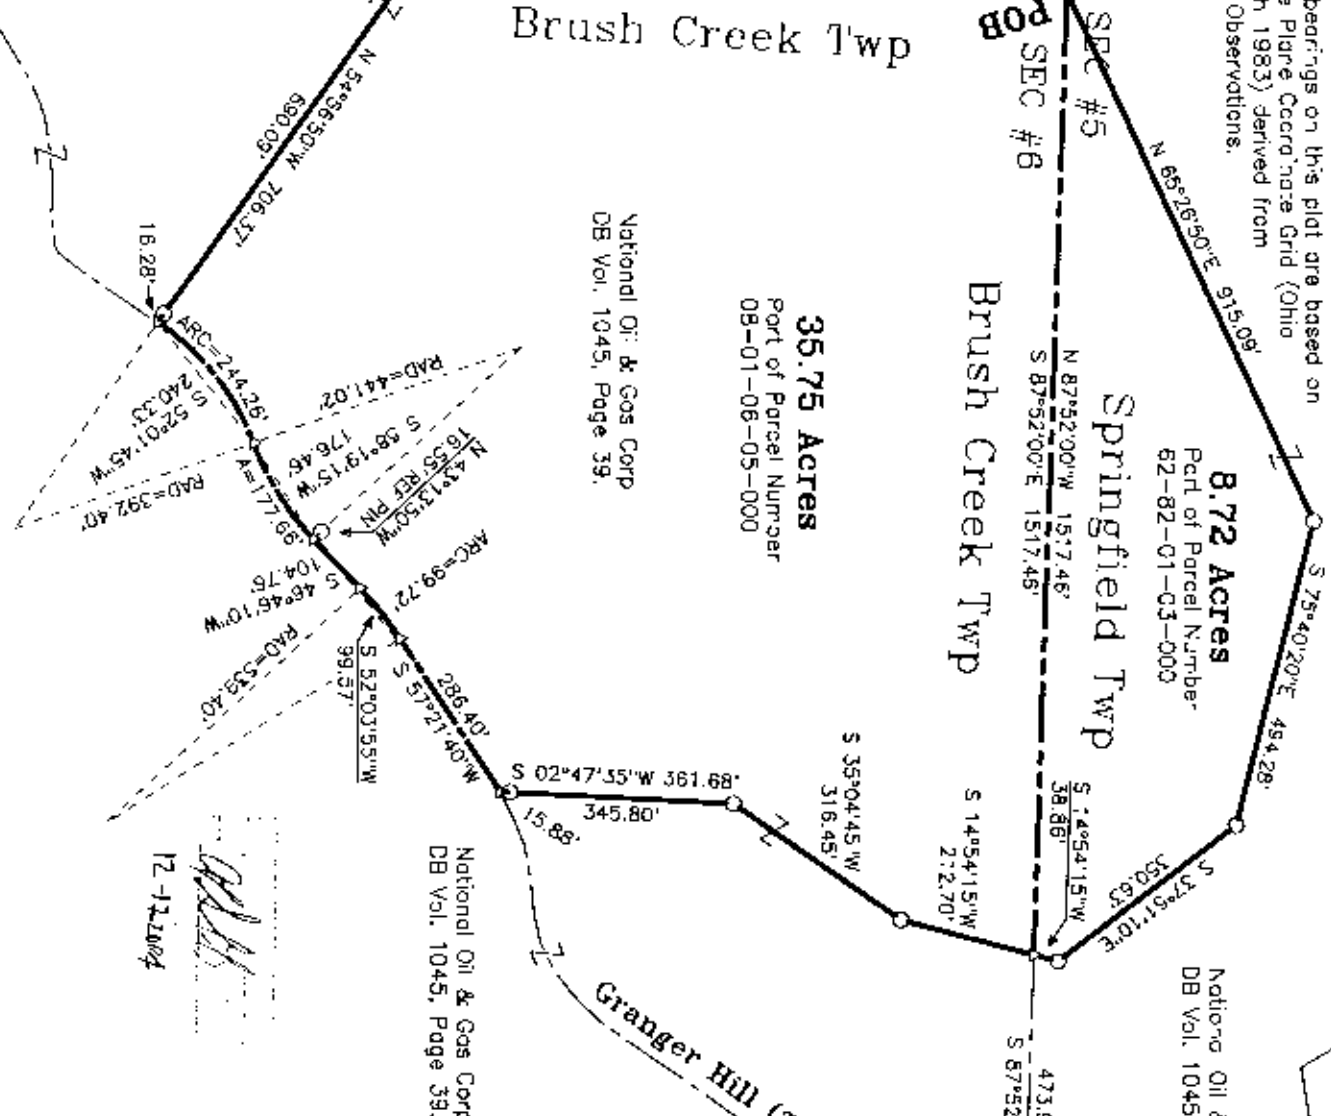 bearings on this plat are based on
Plane Coordinate Grid (Ohio
1983) derived from
Observations.
Brush Creek Twp
POB
SEC #5
SEC #6
N 65°26'50"E 915.09'
N 54°56'50"W 706.37'
690.09'
16.28'
National Oil & Gas Corp
DB Vol. 1045, Page 39.
35.75 Acres
Part of Parcel Number
08-01-06-05-000
Brush Creek Twp
N 87°52'00"W 1517.46'
S 87°52'00"E 1517.46'
Springfield Twp
8.72 Acres
Part of Parcel Number
62-82-01-03-000
S 75°40'20"E 494.28'
S 37°51'10"E
350.63'
S 14°54'15"W
38.86'
S 14°54'15"W
212.70'
S 35°04'45"W
316.45'
S 02°47'35"W 361.68'
345.80'
15.88'
286.40'
S 57°21'40"W
ARC=99.72'
S 52°03'55"W
99.57'
RAD=539.40'
S 46°46'10"W
104.76'
N 43°13'50"W
16.55' REF PIN
S 58°19'15"W
176.46'
A=177.66'
RAD=441.02'
RAD=392.40'
ARC=244.26'
S 52°01'45"W
240.33'
National Oil & Gas Corp
DB Vol. 1045, Page 39.
Granger Hill
National Oil &
DB Vol. 1045
S 87°52'